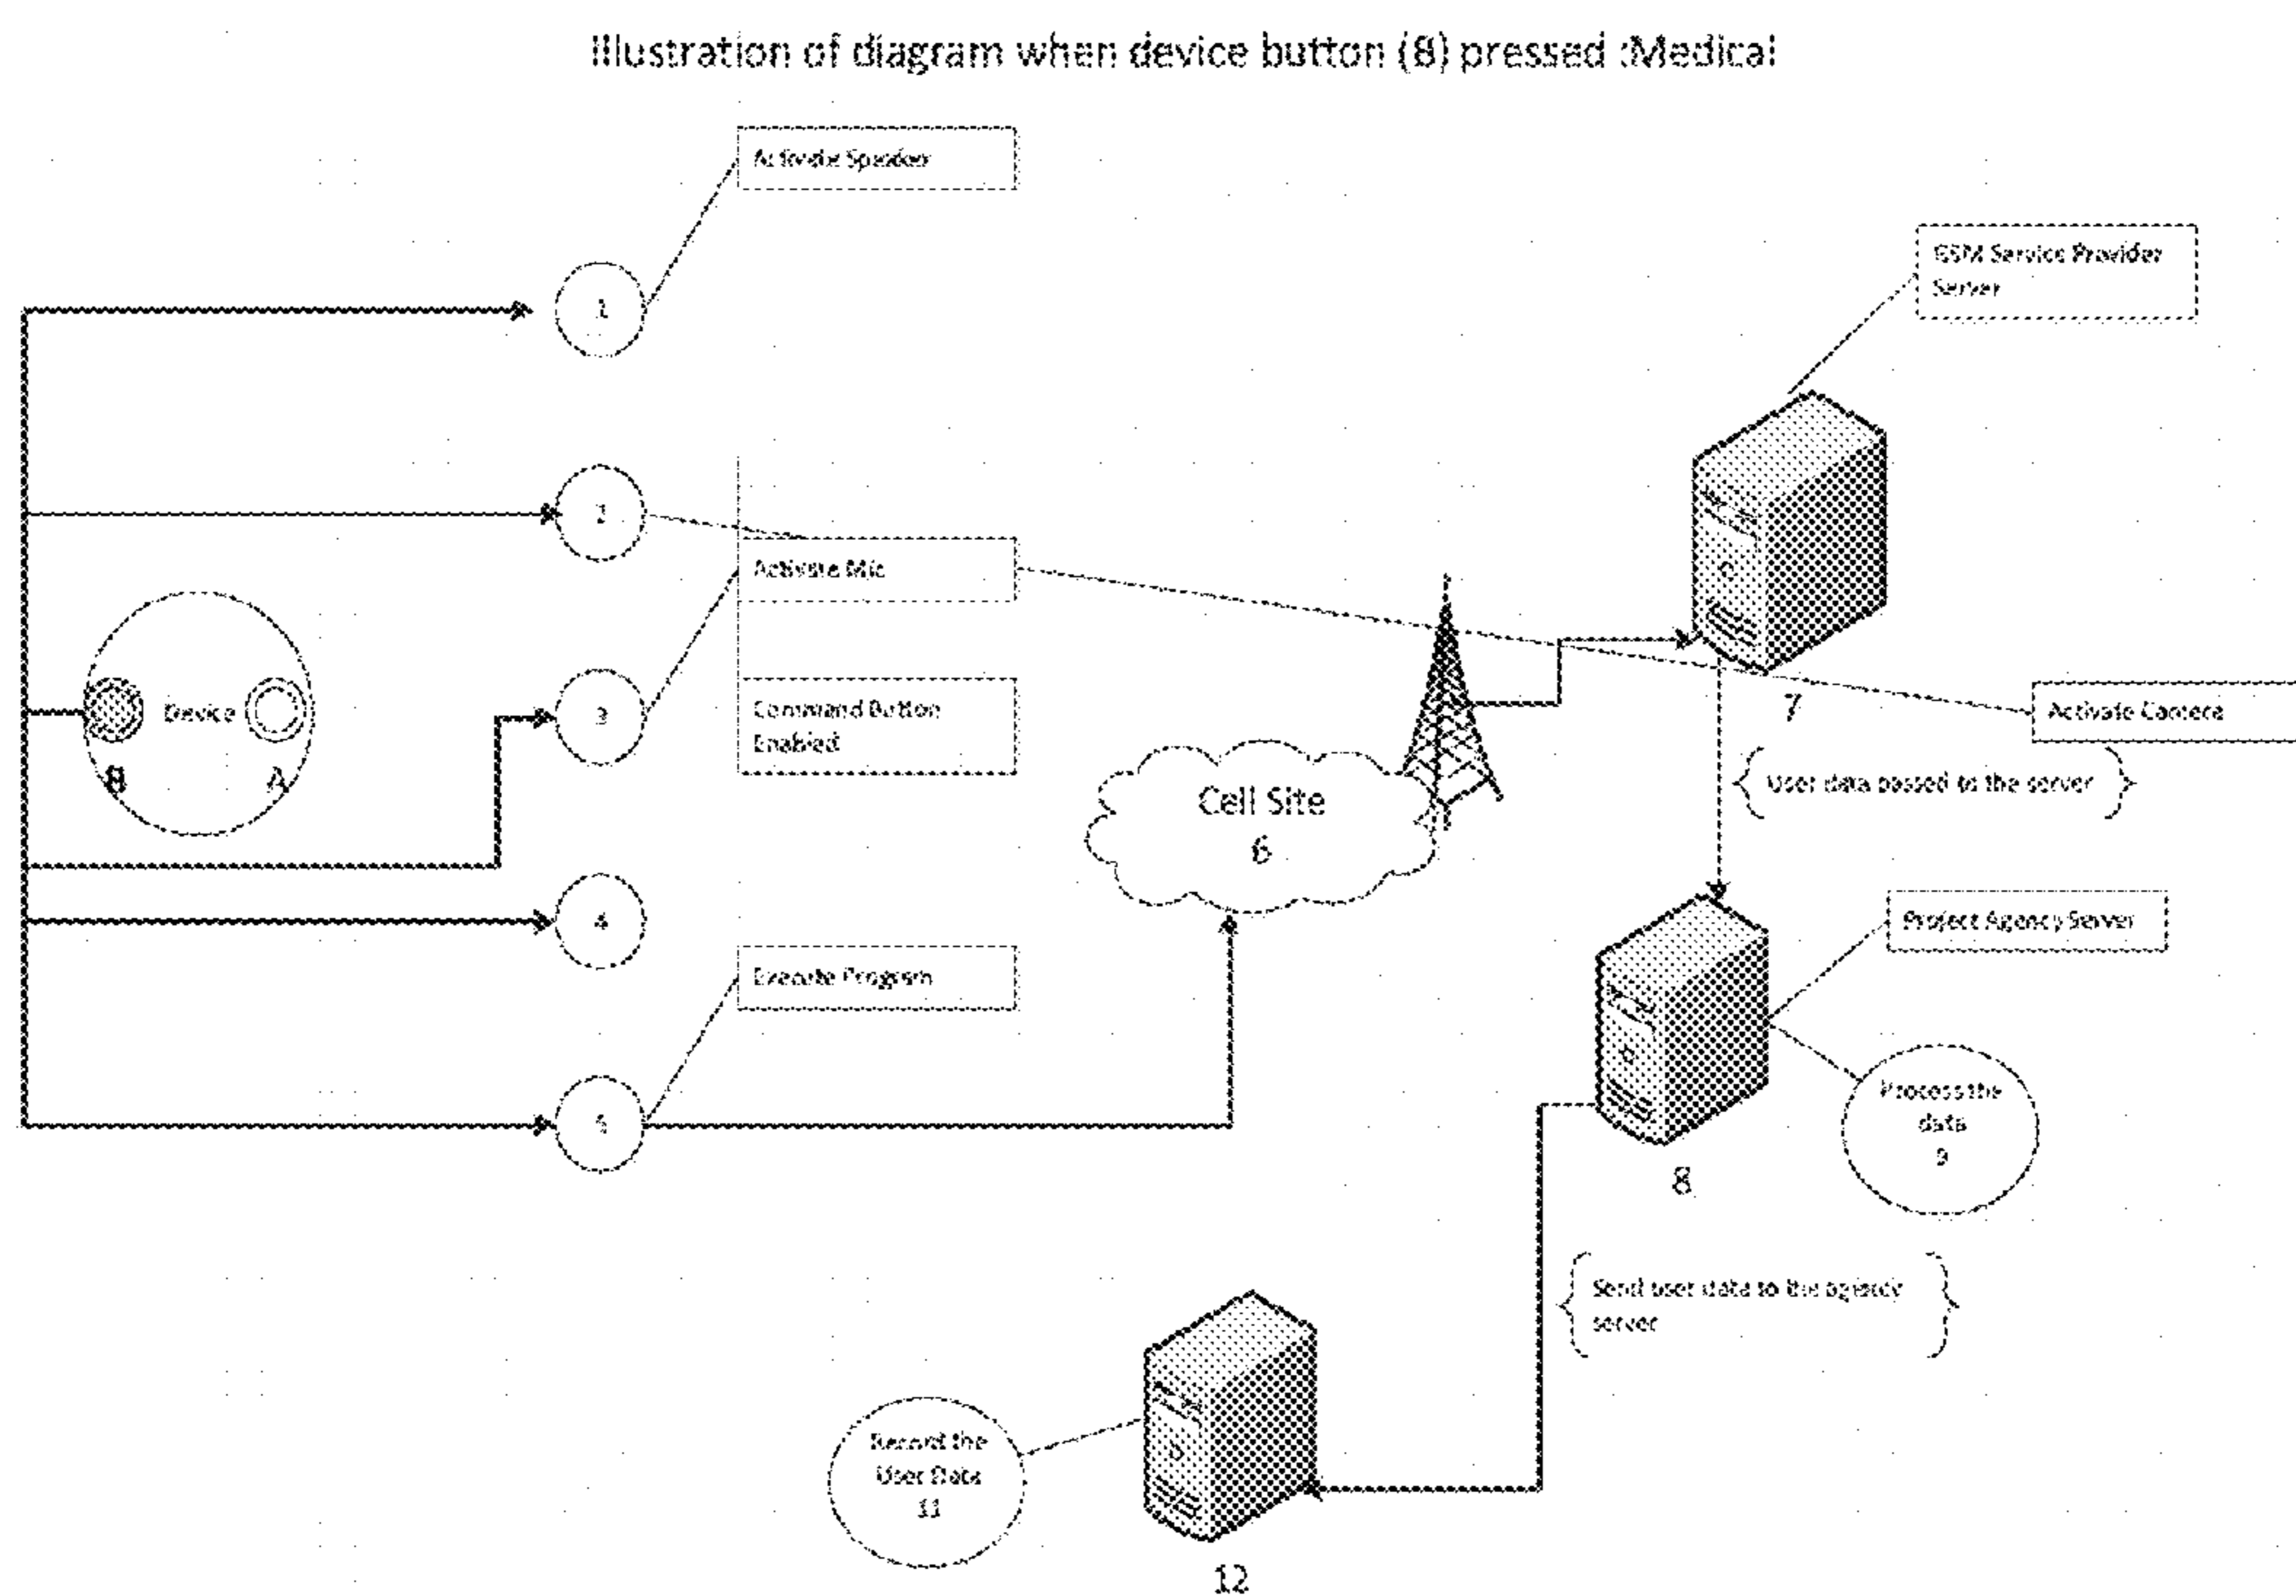 Illustration of diagram when device button (B) pressed :Medical
Activate Speaker
GSM Service Provider
Server
1
2
Activate Mic
3
Device
B
A
Command Button
Enabled
Cell Site
6
7
Activate Camera
User data passed to the server
4
Execute Program
Project Agency Server
5
Process the
data
9
8
Send user data to the agency
server
Record the
User Data
11
12